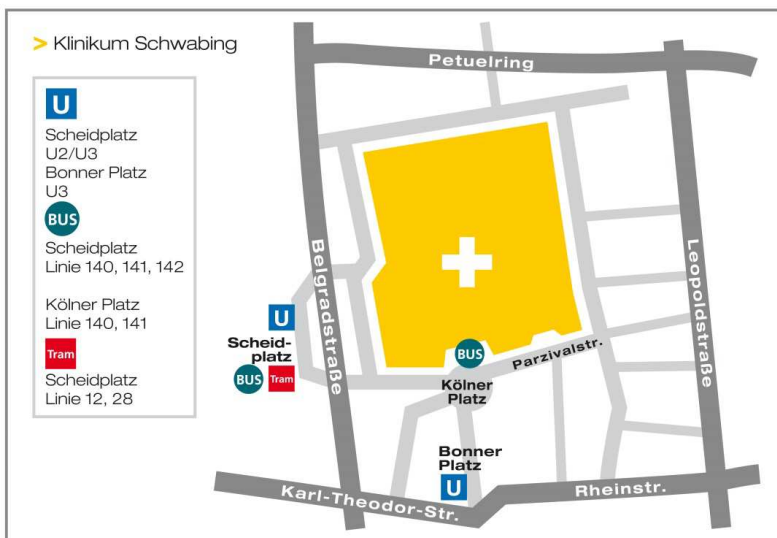 > Klinikum Schwabing
U
Scheidplatz
U2/U3
Bonner Platz
U3
BUS
Scheidplatz
Linie 140, 141, 142
Kölner Platz
Linie 140, 141
Tram
Scheidplatz
Linie 12, 28
Petuelring
Belgradstraße
Leopoldstraße
U
Scheid-
platz
BUS Tram
BUS
Kölner
Platz
Parzivalstr.
Bonner
Platz
U
Karl-Theodor-Str.
Rheinstr.